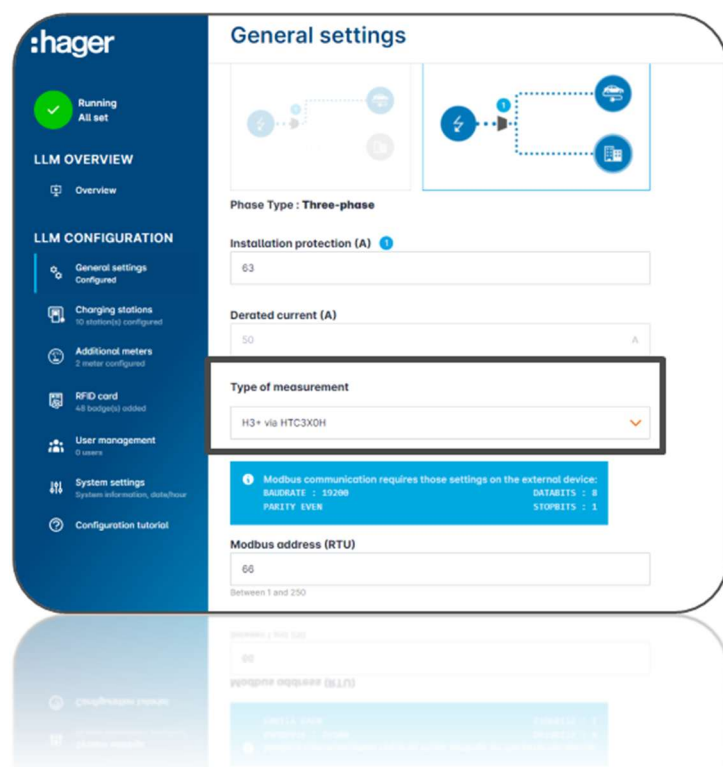 :hager
Running
All set
LLM OVERVIEW
Overview
LLM CONFIGURATION
General settings
Configured
Charging stations
10 station(s) configured
Additional meters
2 meter configured
RFID card
48 badge(s) added
User management
0 users
System settings
System information, date/hour
Configuration tutorial
General settings
1
1
Phase Type : Three-phase
Installation protection (A) 1
63
Derated current (A)
50 A
Type of measurement
H3+ via HTC3X0H
Modbus communication requires those settings on the external device:
BAUDRATE : 19200 DATABITS : 8
PARITY EVEN STOPBITS : 1
Modbus address (RTU)
66
Between 1 and 250